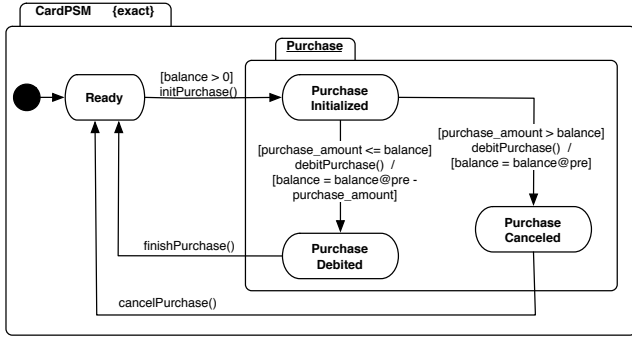 CardPSM {exact}
Purchase
[balance > 0]
initPurchase()
Ready
Purchase
Initialized
[purchase_amount <= balance]
debitPurchase() /
[balance = balance@pre -
purchase_amount]
[purchase_amount > balance]
debitPurchase() /
[balance = balance@pre]
Purchase
Canceled
finishPurchase()
Purchase
Debited
cancelPurchase()